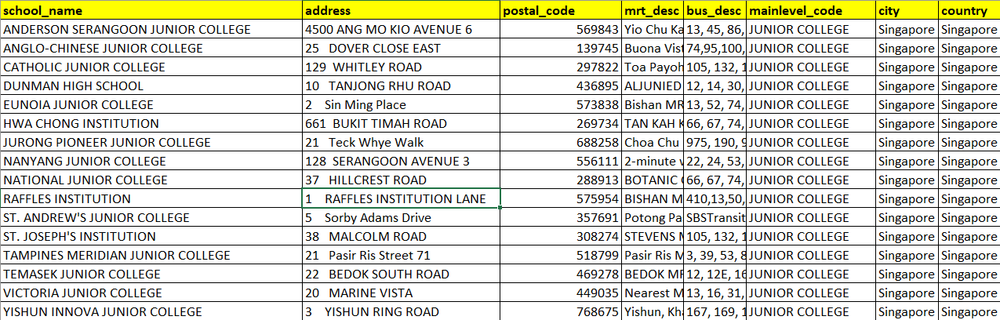 school_name address postal_code mrt_desc bus_desc mainlevel_code city country
ANDERSON SERANGOON JUNIOR COLLEGE 4500 ANG MO KIO AVENUE 6 569843 Yio Chu Ka 13, 45, 86, JUNIOR COLLEGE Singapore Singapore
ANGLO-CHINESE JUNIOR COLLEGE 25 DOVER CLOSE EAST 139745 Buona Vist 74,95,100, JUNIOR COLLEGE Singapore Singapore
CATHOLIC JUNIOR COLLEGE 129 WHITLEY ROAD 297822 Toa Payoh 105, 132, 1 JUNIOR COLLEGE Singapore Singapore
DUNMAN HIGH SCHOOL 10 TANJONG RHU ROAD 436895 ALJUNIED 12, 14, 30, JUNIOR COLLEGE Singapore Singapore
EUNOIA JUNIOR COLLEGE 2 Sin Ming Place 573838 Bishan MR 13, 52, 74, JUNIOR COLLEGE Singapore Singapore
HWA CHONG INSTITUTION 661 BUKIT TIMAH ROAD 269734 TAN KAH K 66, 67, 74, JUNIOR COLLEGE Singapore Singapore
JURONG PIONEER JUNIOR COLLEGE 21 Teck Whye Walk 688258 Choa Chu 975, 190, 9 JUNIOR COLLEGE Singapore Singapore
NANYANG JUNIOR COLLEGE 128 SERANGOON AVENUE 3 556111 2-minute w 22, 24, 53, JUNIOR COLLEGE Singapore Singapore
NATIONAL JUNIOR COLLEGE 37 HILLCREST ROAD 288913 BOTANIC 66, 67, 74, JUNIOR COLLEGE Singapore Singapore
RAFFLES INSTITUTION 1 RAFFLES INSTITUTION LANE 575954 BISHAN M 410,13,50, JUNIOR COLLEGE Singapore Singapore
ST. ANDREW'S JUNIOR COLLEGE 5 Sorby Adams Drive 357691 Potong Pa SBSTransit JUNIOR COLLEGE Singapore Singapore
ST. JOSEPH'S INSTITUTION 38 MALCOLM ROAD 308274 STEVENS M 105, 132, 1 JUNIOR COLLEGE Singapore Singapore
TAMPINES MERIDIAN JUNIOR COLLEGE 21 Pasir Ris Street 71 518799 Pasir Ris M 3, 39, 53, 8 JUNIOR COLLEGE Singapore Singapore
TEMASEK JUNIOR COLLEGE 22 BEDOK SOUTH ROAD 469278 BEDOK MR 12, 12E, 16 JUNIOR COLLEGE Singapore Singapore
VICTORIA JUNIOR COLLEGE 20 MARINE VISTA 449035 Nearest M 13, 16, 31, JUNIOR COLLEGE Singapore Singapore
YISHUN INNOVA JUNIOR COLLEGE 3 YISHUN RING ROAD 768675 Yishun, Kha 167, 169, 1 JUNIOR COLLEGE Singapore Singapore